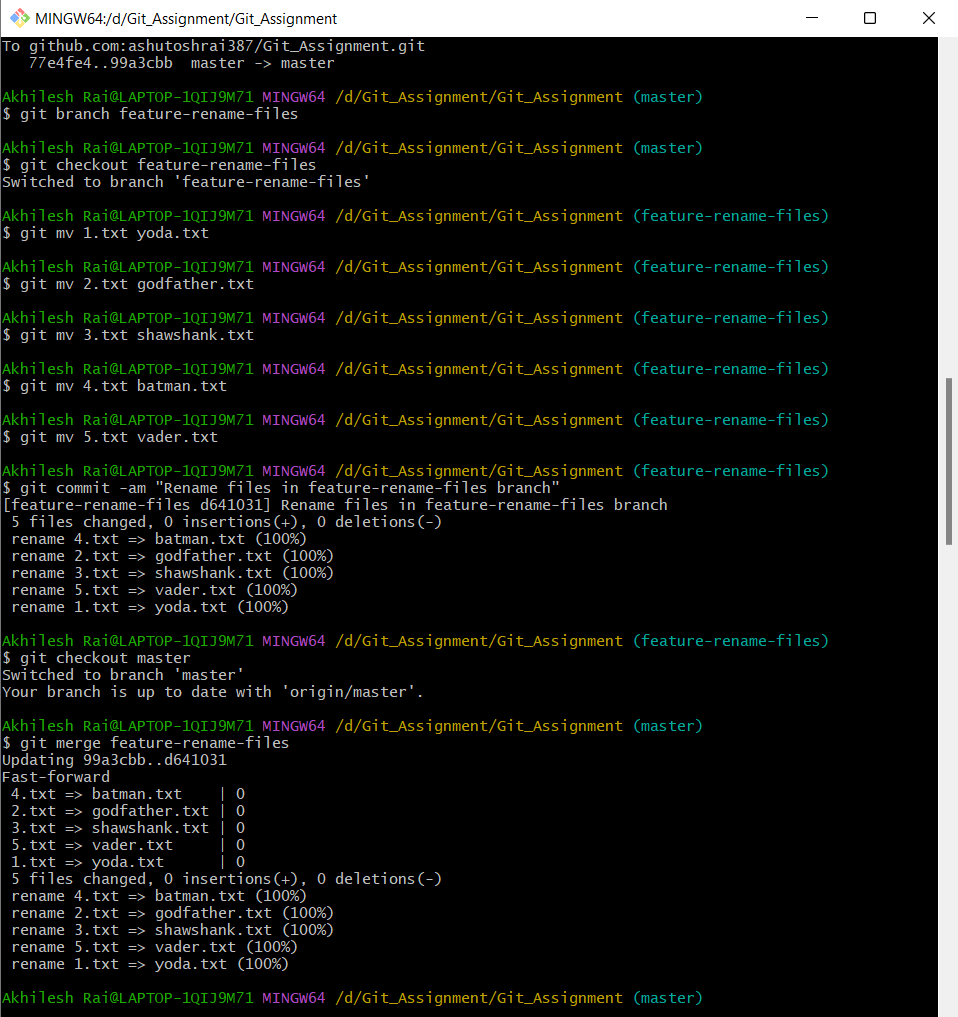 MINGW64:/d/Git_Assignment/Git_Assignment
To github.com:ashutoshrai387/Git_Assignment.git
   77e4fe4..99a3cbb  master -> master

Akhilesh Rai@LAPTOP-1QIJ9M71 MINGW64 /d/Git_Assignment/Git_Assignment (master)
$ git branch feature-rename-files

Akhilesh Rai@LAPTOP-1QIJ9M71 MINGW64 /d/Git_Assignment/Git_Assignment (master)
$ git checkout feature-rename-files
Switched to branch 'feature-rename-files'

Akhilesh Rai@LAPTOP-1QIJ9M71 MINGW64 /d/Git_Assignment/Git_Assignment (feature-rename-files)
$ git mv 1.txt yoda.txt

Akhilesh Rai@LAPTOP-1QIJ9M71 MINGW64 /d/Git_Assignment/Git_Assignment (feature-rename-files)
$ git mv 2.txt godfather.txt

Akhilesh Rai@LAPTOP-1QIJ9M71 MINGW64 /d/Git_Assignment/Git_Assignment (feature-rename-files)
$ git mv 3.txt shawshank.txt

Akhilesh Rai@LAPTOP-1QIJ9M71 MINGW64 /d/Git_Assignment/Git_Assignment (feature-rename-files)
$ git mv 4.txt batman.txt

Akhilesh Rai@LAPTOP-1QIJ9M71 MINGW64 /d/Git_Assignment/Git_Assignment (feature-rename-files)
$ git mv 5.txt vader.txt

Akhilesh Rai@LAPTOP-1QIJ9M71 MINGW64 /d/Git_Assignment/Git_Assignment (feature-rename-files)
$ git commit -am "Rename files in feature-rename-files branch"
[feature-rename-files d641031] Rename files in feature-rename-files branch
 5 files changed, 0 insertions(+), 0 deletions(-)
 rename 4.txt => batman.txt (100%)
 rename 2.txt => godfather.txt (100%)
 rename 3.txt => shawshank.txt (100%)
 rename 5.txt => vader.txt (100%)
 rename 1.txt => yoda.txt (100%)

Akhilesh Rai@LAPTOP-1QIJ9M71 MINGW64 /d/Git_Assignment/Git_Assignment (feature-rename-files)
$ git checkout master
Switched to branch 'master'
Your branch is up to date with 'origin/master'.

Akhilesh Rai@LAPTOP-1QIJ9M71 MINGW64 /d/Git_Assignment/Git_Assignment (master)
$ git merge feature-rename-files
Updating 99a3cbb..d641031
Fast-forward
 4.txt => batman.txt    | 0
 2.txt => godfather.txt | 0
 3.txt => shawshank.txt | 0
 5.txt => vader.txt     | 0
 1.txt => yoda.txt      | 0
 5 files changed, 0 insertions(+), 0 deletions(-)
 rename 4.txt => batman.txt (100%)
 rename 2.txt => godfather.txt (100%)
 rename 3.txt => shawshank.txt (100%)
 rename 5.txt => vader.txt (100%)
 rename 1.txt => yoda.txt (100%)

Akhilesh Rai@LAPTOP-1QIJ9M71 MINGW64 /d/Git_Assignment/Git_Assignment (master)